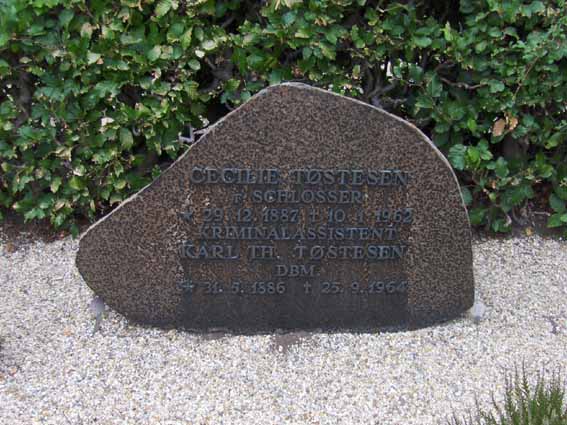 CECILIE TØSTESEN
F. SCHLOSSER
* 29.12.1887 † 10.1.1962
KRIMINALASSISTENT
KARL TH. TØSTESEN
DBM.
* 31.5.1886 † 25.9.1964